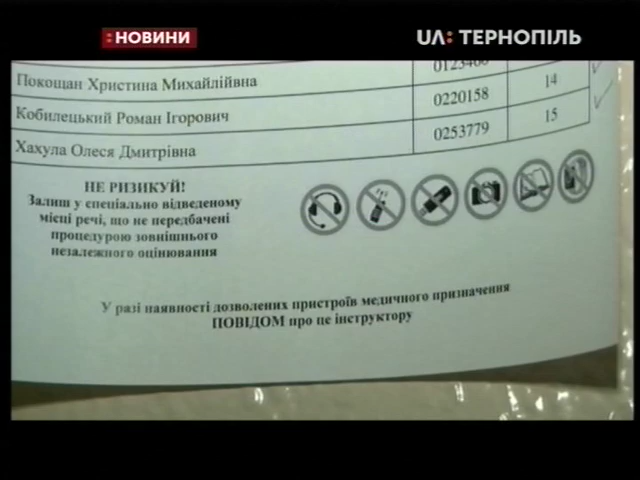 :НОВИНИ
UA: ТЕРНОПІЛЬ
Покощан Христина Михайлівна
Кобилецький Роман Ігорович 0220158 14
Хахула Олеся Дмитрівна 0253779 15
НЕ РИЗИКУЙ!
Залиш у спеціально відведеному
місці речі, що не передбачені
процедурою зовнішнього
незалежного оцінювання
У разі наявності дозволених пристроїв медичного призначення
ПОВІДОМ про це інструктору